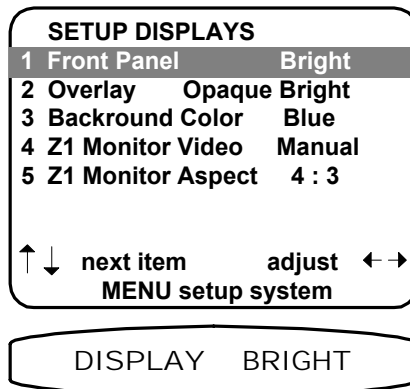 SETUP DISPLAYS
1 Front Panel Bright
2 Overlay Opaque Bright
3 Backround Color Blue
4 Z1 Monitor Video Manual
5 Z1 Monitor Aspect 4 : 3
↑↓ next item adjust ←→
MENU setup system
DISPLAY BRIGHT